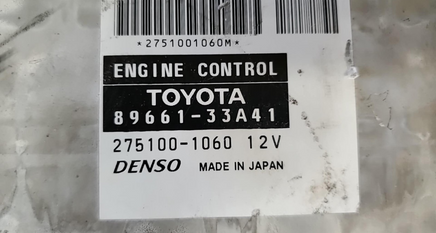 *2751001060M*
ENGINE CONTROL
TOYOTA
89661-33A41
275100-1060 12V
DENSO MADE IN JAPAN